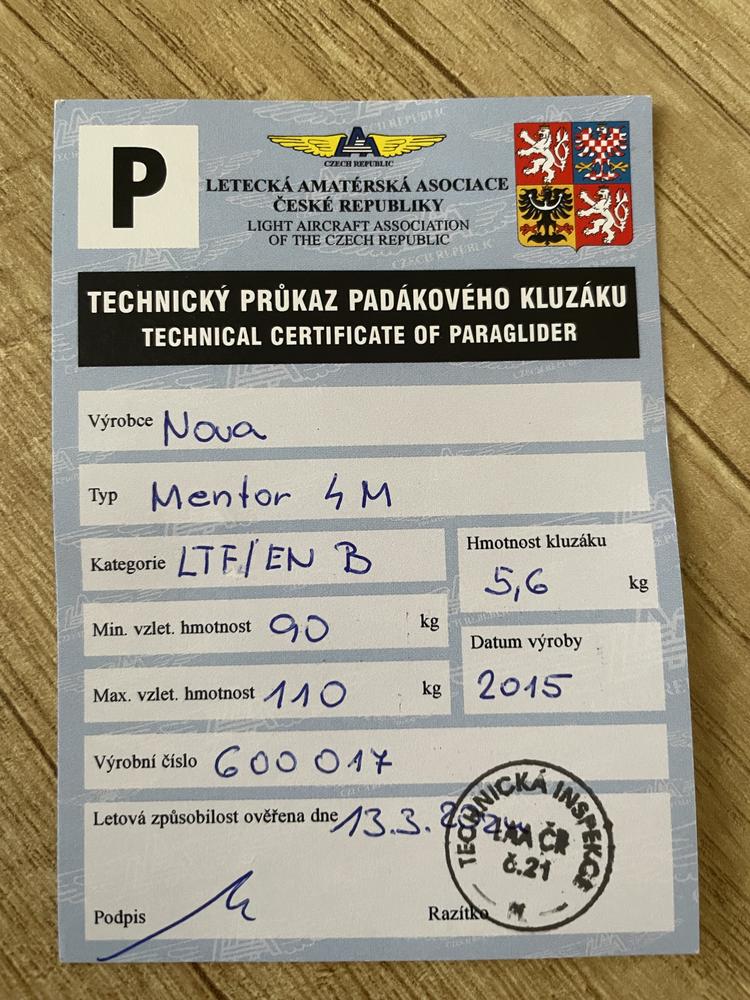 P
CZECH REPUBLIC
LETECKÁ AMATÉRSKÁ ASOCIACE
ČESKÉ REPUBLIKY
LIGHT AIRCRAFT ASSOCIATION
OF THE CZECH REPUBLIC
TECHNICKÝ PRŮKAZ PADÁKOVÉHO KLUZÁKU
TECHNICAL CERTIFICATE OF PARAGLIDER
Výrobce Nova
Typ Mentor 4 M
Kategorie LTF/EN B
Hmotnost kluzáku
5,6 kg
Min. vzlet. hmotnost 90 kg
Datum výroby
2015
Max. vzlet. hmotnost 110 kg
Výrobní číslo 600 017
Letová způsobilost ověřena dne 13.3.
TECHNICKÁ INSPEKCE
LAA ČR
č.21
Podpis
Razítko